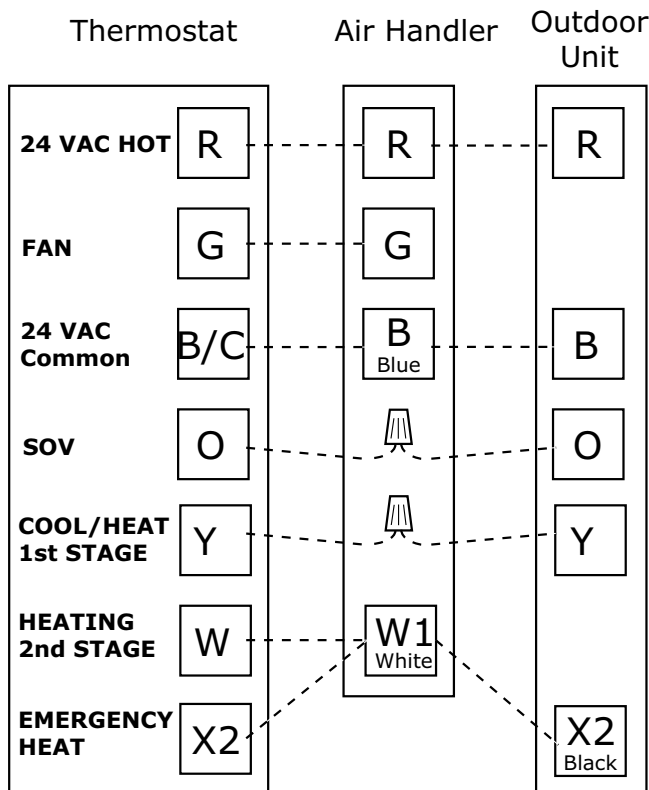 Thermostat Air Handler Outdoor
Unit
24 VAC HOT R R R
FAN G G
24 VAC
Common B/C B
Blue B
SOV O O
COOL/HEAT
1st STAGE Y Y
HEATING
2nd STAGE W W1
White
EMERGENCY
HEAT X2 X2
Black